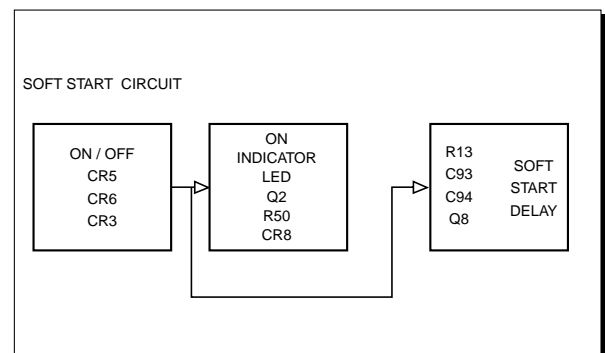 SOFT START CIRCUIT
ON / OFF
CR5
CR6
CR3
ON
INDICATOR
LED
Q2
R50
CR8
R13
C93
C94
Q8
SOFT
START
DELAY